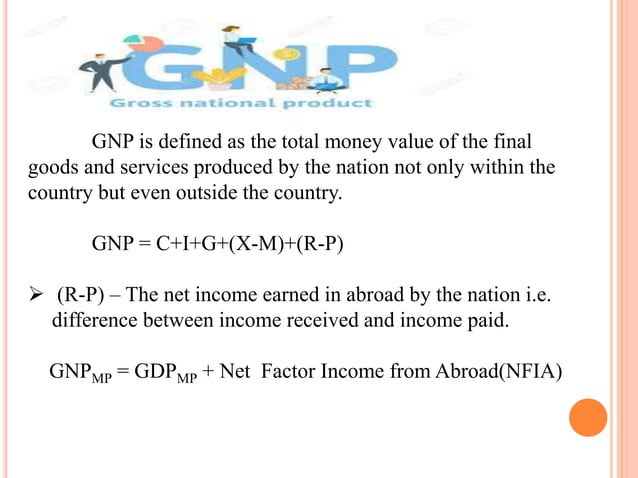 GNP
Gross national product
GNP is defined as the total money value of the final
goods and services produced by the nation not only within the
country but even outside the country.
GNP = C+I+G+(X-M)+(R-P)
➢ (R-P) – The net income earned in abroad by the nation i.e.
difference between income received and income paid.
GNPMP = GDPMP + Net Factor Income from Abroad(NFIA)